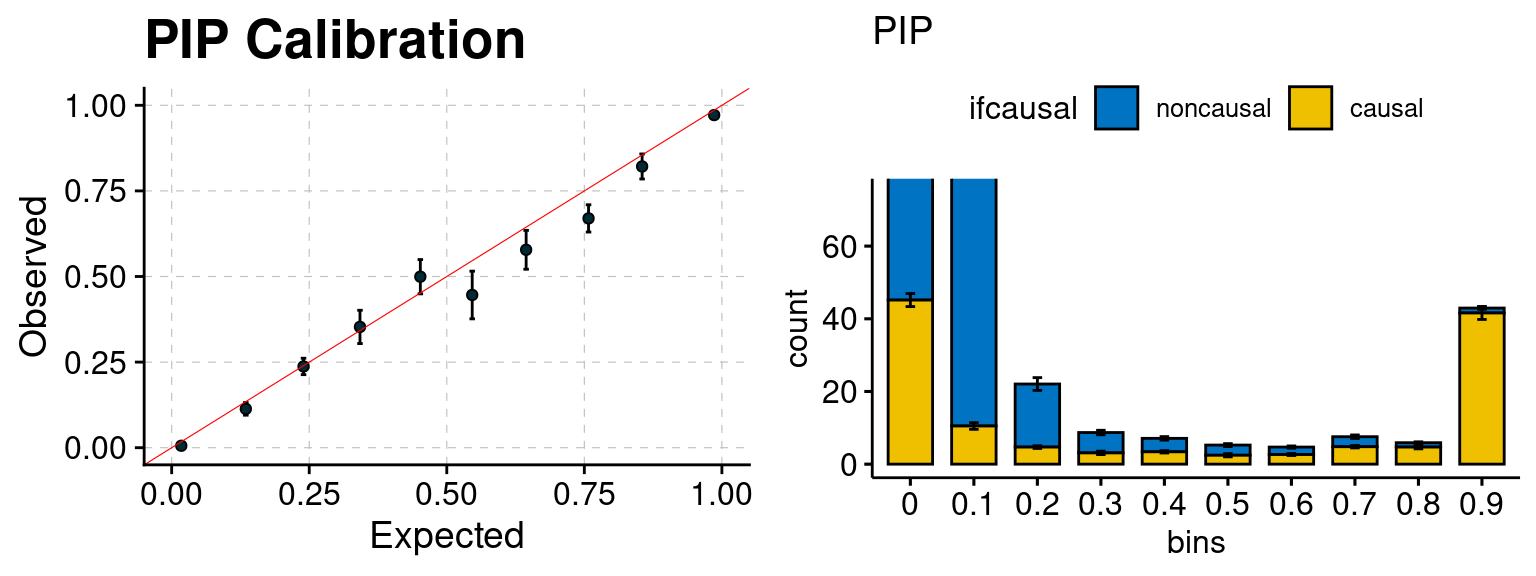 PIP Calibration
1.00
0.75
0.50
0.25
0.00
Observed
0.00 0.25 0.50 0.75 1.00
Expected
PIP
ifcausal noncausal causal
60
40
20
0
count
0 0.1 0.2 0.3 0.4 0.5 0.6 0.7 0.8 0.9
bins